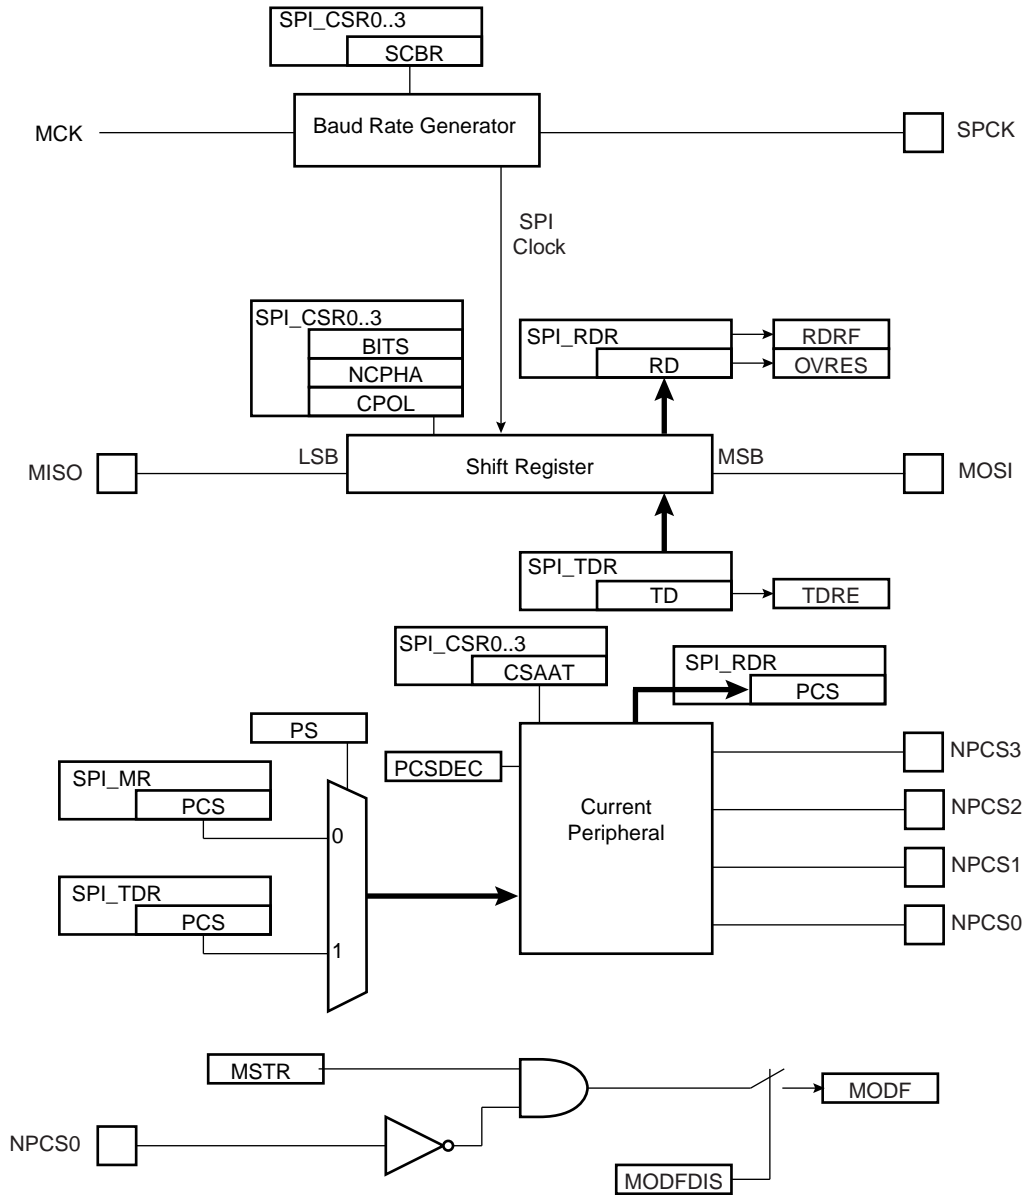 SPI_CSR0..3
SCBR
MCK
Baud Rate Generator
SPCK
SPI
Clock
SPI_CSR0..3
BITS
NCPHA
CPOL
SPI_RDR
RD
RDRF
OVRES
MISO
LSB
Shift Register
MSB
MOSI
SPI_TDR
TD
TDRE
SPI_CSR0..3
CSAAT
SPI_RDR
PCS
PS
PCSDEC
SPI_MR
PCS
0
SPI_TDR
PCS
1
Current
Peripheral
NPCS3
NPCS2
NPCS1
NPCS0
MSTR
MODF
NPCS0
MODFDIS